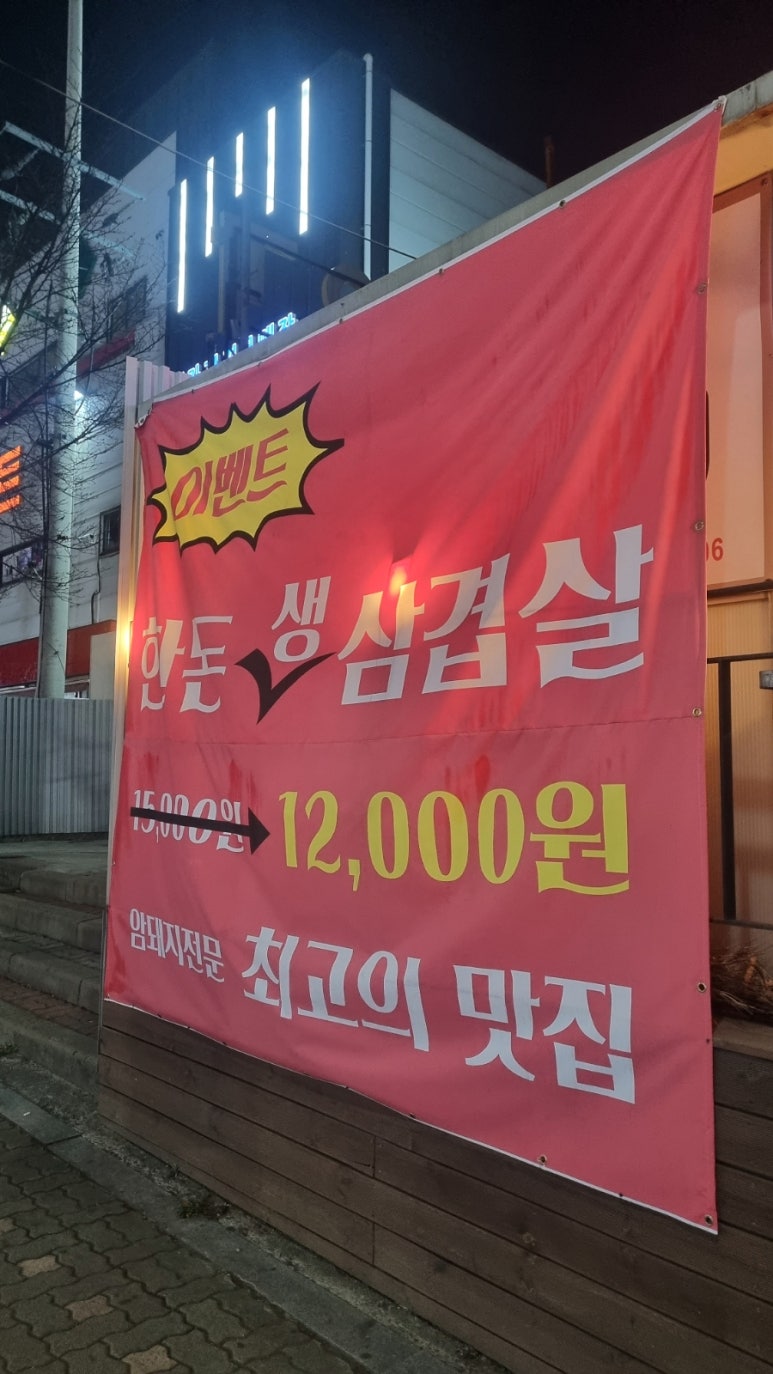 이벤트
한돈 생 삼겹살
15,000원 12,000원
암돼지전문 최고의 맛집
06